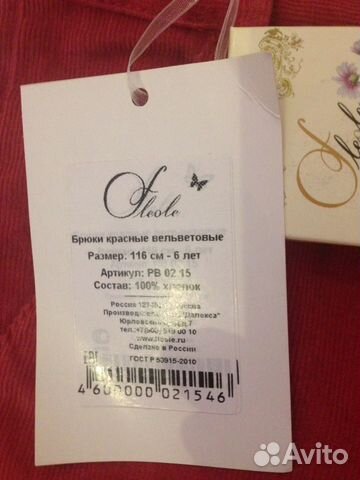 Fleole
Брюки красные вельветовые
Размер: 116 см - 6 лет
Артикул: РВ 02 15
Состав: 100% хлопок
Россия
Сделано в России
ГОСТ Р 53915-2010
4 600000 021546
Avito